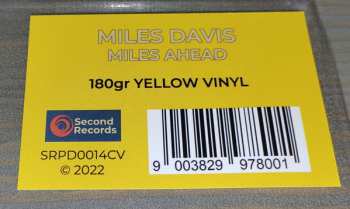 MILES DAVIS
MILES AHEAD
180gr YELLOW VINYL
Second
Records
SRPD0014CV
© 2022
9 003829 978001